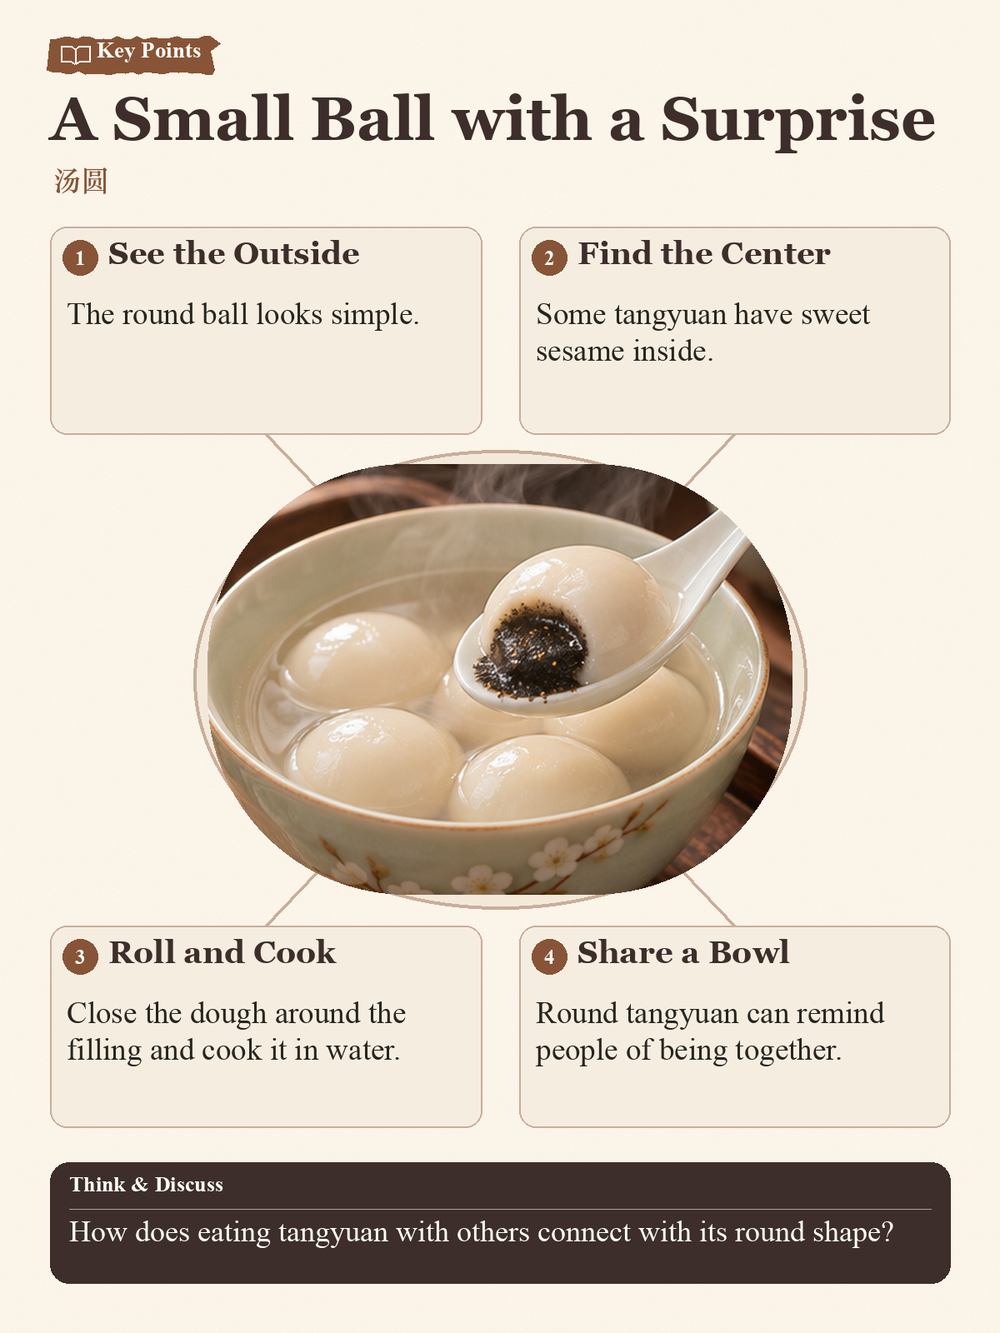 Key Points
A Small Ball with a Surprise
汤圆
1 See the Outside
The round ball looks simple.
2 Find the Center
Some tangyuan have sweet
sesame inside.
3 Roll and Cook
Close the dough around the
filling and cook it in water.
4 Share a Bowl
Round tangyuan can remind
people of being together.
Think & Discuss
How does eating tangyuan with others connect with its round shape?